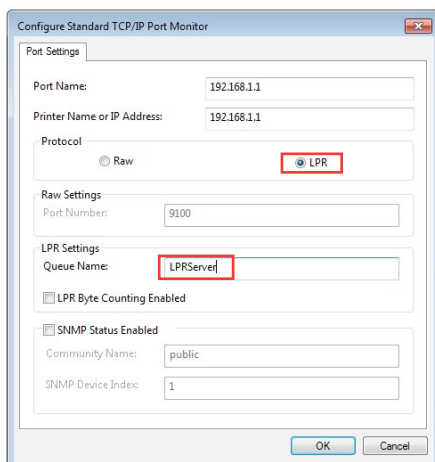 Configure Standard TCP/IP Port Monitor
Port Settings
Port Name: 192.168.1.1
Printer Name or IP Address: 192.168.1.1
Protocol
Raw LPR
Raw Settings
Port Number: 9100
LPR Settings
Queue Name: LPRServer
LPR Byte Counting Enabled
SNMP Status Enabled
Community Name: public
SNMP Device Index: 1
OK Cancel